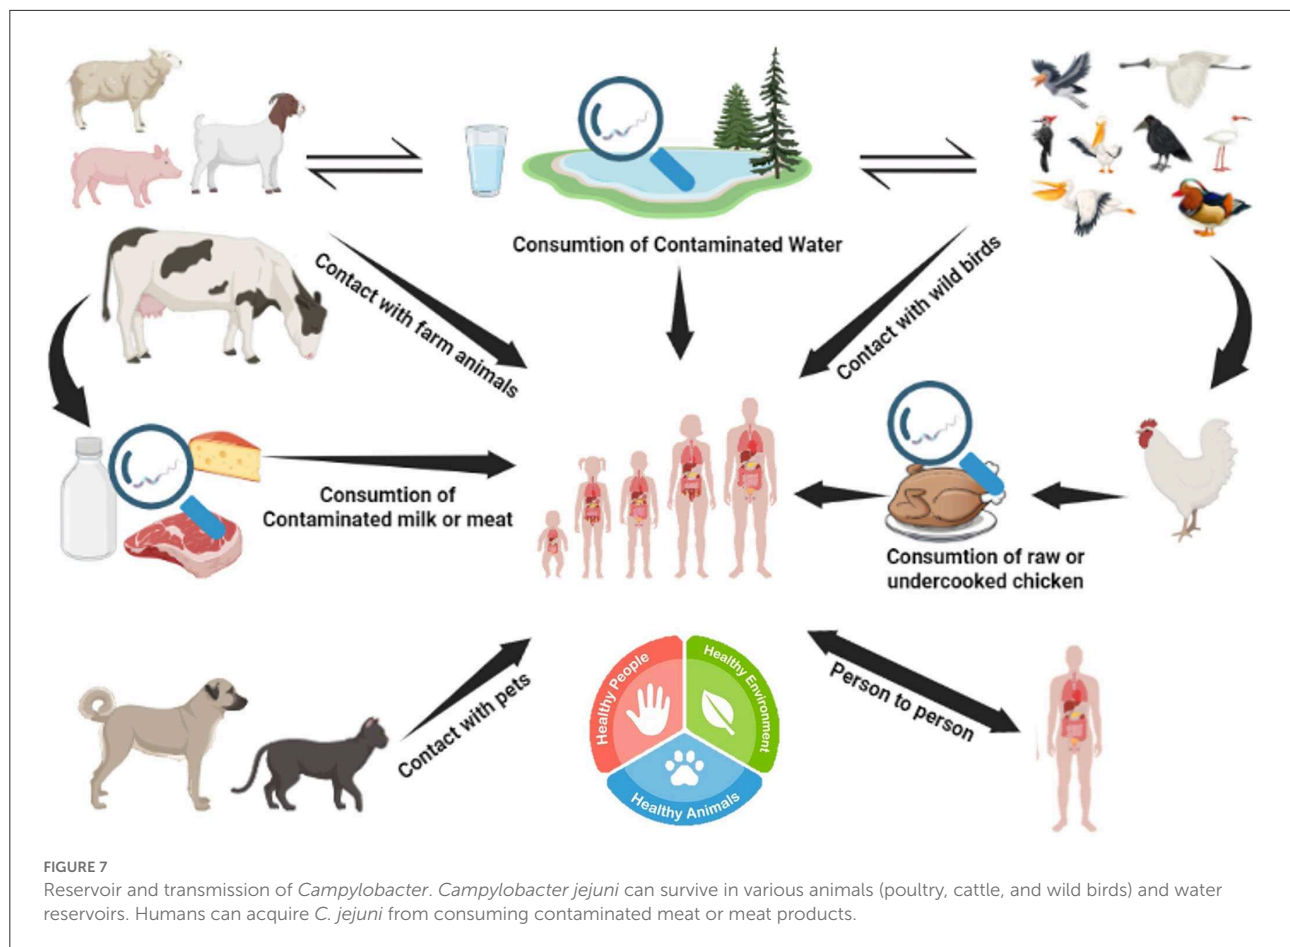 Consumtion of Contaminated Water
Contact with farm animals
Contact with wild birds
Consumtion of
Contaminated milk or meat
Consumtion of raw or
undercooked chicken
Contact with pets
Healthy People
Healthy Environment
Healthy Animals
Person to person
FIGURE 7
Reservoir and transmission of Campylobacter. Campylobacter jejuni can survive in various animals (poultry, cattle, and wild birds) and water
reservoirs. Humans can acquire C. jejuni from consuming contaminated meat or meat products.